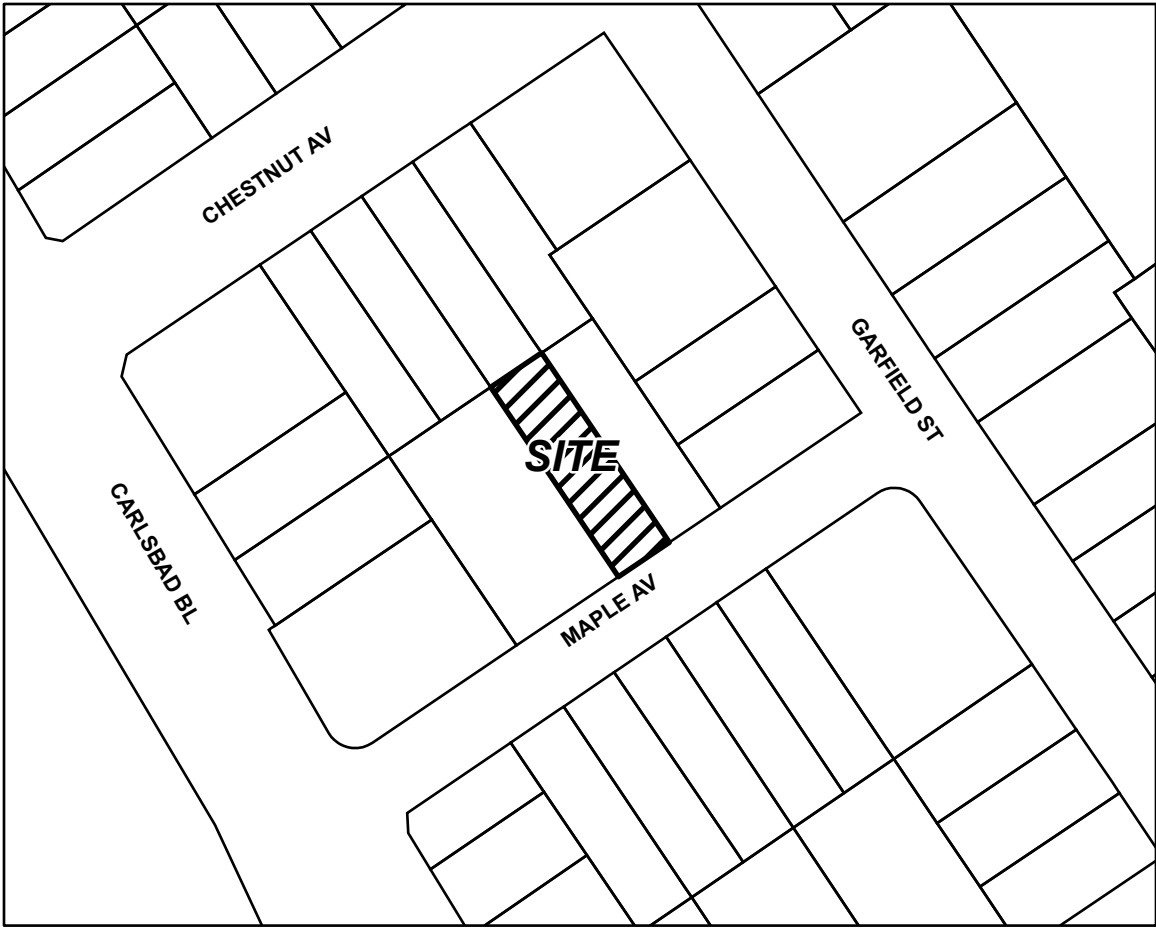 CHESTNUT AV
GARFIELD ST
SITE
CARLSBAD BL
MAPLE AV